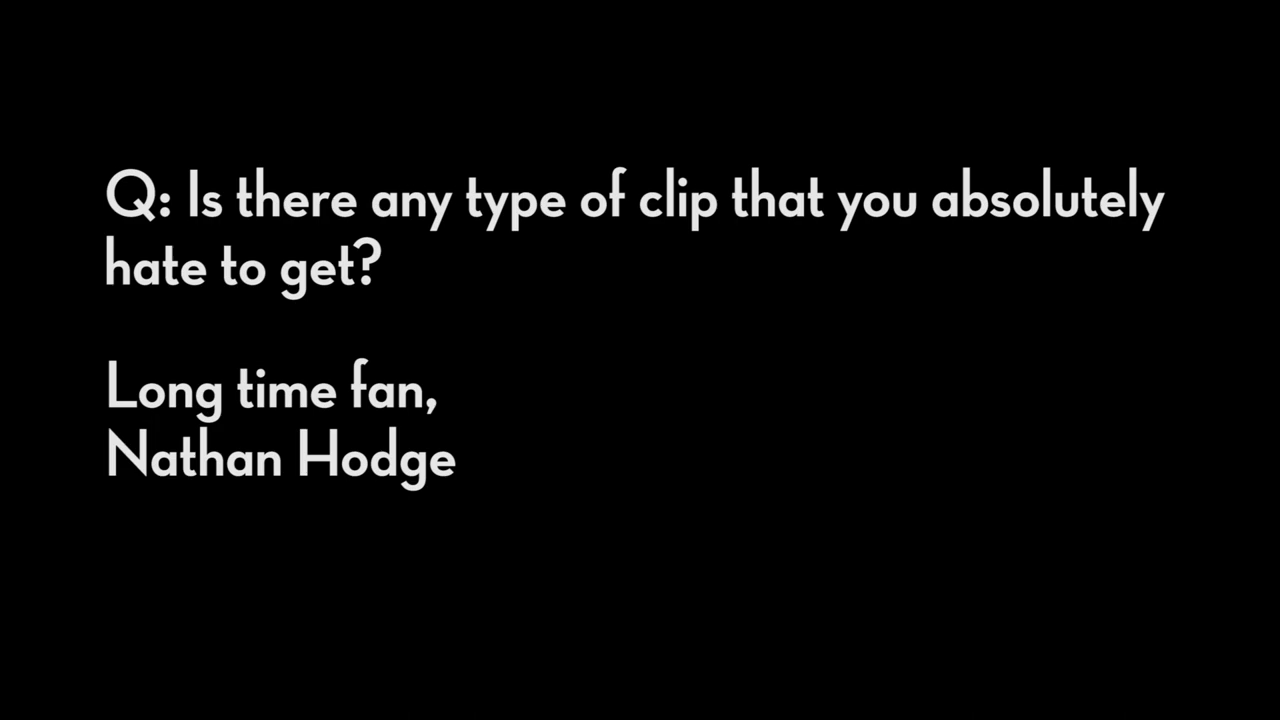 Q: Is there any type of clip that you absolutely
hate to get?
Long time fan,
Nathan Hodge